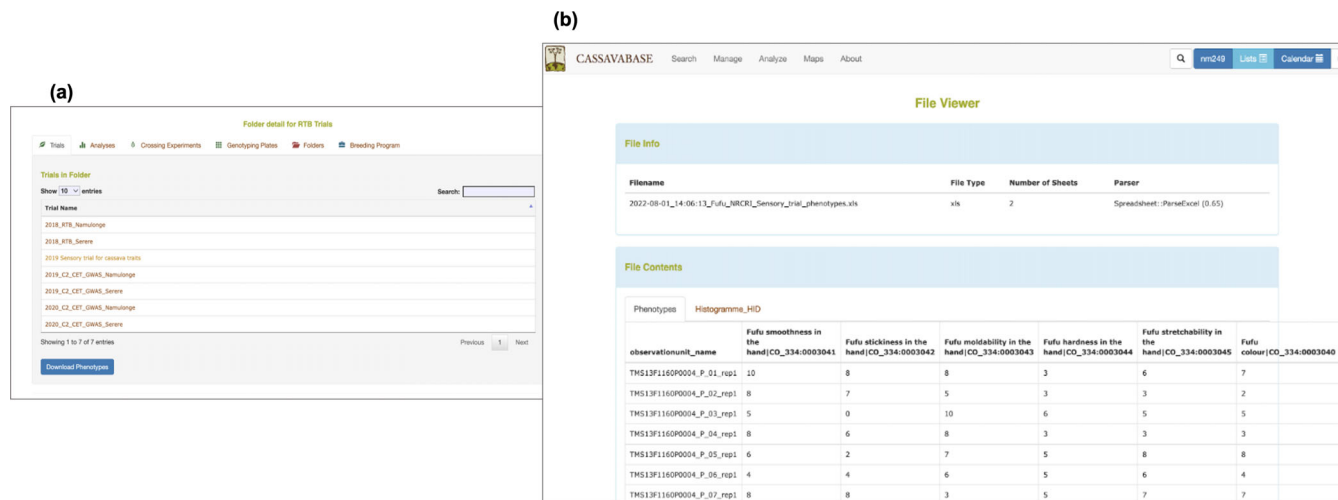 (a)
Folder detail for RTB Trials
Trials Analyses Crossing Experiments Genotyping Plates Folders Breeding Program
Trials in Folder
Show 10 entries Search:
Trial Name
2018_RTB_Namulonge
2018_RTB_Serere
2019 Sensory trial for cassava traits
2019_C2_CET_GWAS_Namulonge
2019_C2_CET_GWAS_Serere
2020_C2_CET_GWAS_Namulonge
2020_C2_CET_GWAS_Serere
Showing 1 to 7 of 7 entries Previous 1 Next
Download Phenotypes
(b)
CASSAVABASE Search Manage Analyze Maps About nm249 Lists Calendar
File Viewer
File Info
Filename File Type Number of Sheets Parser
2022-08-01_14:06:13_Fufu_NRCRI_Sensory_trial_phenotypes.xls xls 2 Spreadsheet::ParseExcel (0.65)
File Contents
Phenotypes Histogramme_HID
observationunit_name Fufu smoothness in the hand|CO_334:0003041 Fufu stickiness in the hand|CO_334:0003042 Fufu moldability in the hand|CO_334:0003043 Fufu hardness in the hand|CO_334:0003044 Fufu stretchability in the hand|CO_334:0003045 Fufu colour|CO_334:0003040
TMS13F1160P0004_P_01_rep1 10 8 8 3 6 7
TMS13F1160P0004_P_02_rep1 8 7 5 3 3 2
TMS13F1160P0004_P_03_rep1 5 0 10 6 5 5
TMS13F1160P0004_P_04_rep1 8 6 8 3 3 3
TMS13F1160P0004_P_05_rep1 6 2 7 5 8 8
TMS13F1160P0004_P_06_rep1 4 4 6 5 6 4
TMS13F1160P0004_P_07_rep1 8 8 3 5 7 7